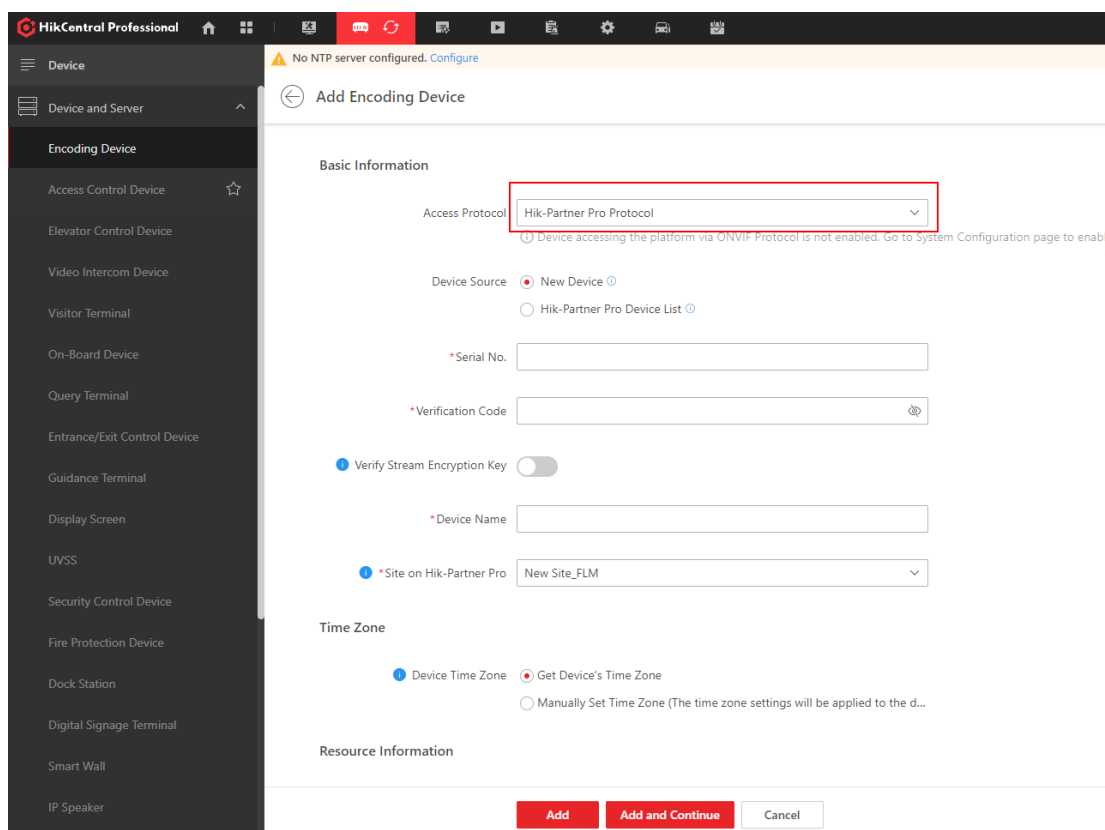 HikCentral Professional
No NTP server configured. Configure
Device
Device and Server
Encoding Device
Access Control Device
Elevator Control Device
Video Intercom Device
Visitor Terminal
On-Board Device
Query Terminal
Entrance/Exit Control Device
Guidance Terminal
Display Screen
UVSS
Security Control Device
Fire Protection Device
Dock Station
Digital Signage Terminal
Smart Wall
IP Speaker
Add Encoding Device
Basic Information
Access Protocol Hik-Partner Pro Protocol
Device accessing the platform via ONVIF Protocol is not enabled. Go to System Configuration page to enabl
Device Source New Device
Hik-Partner Pro Device List
*Serial No.
*Verification Code
Verify Stream Encryption Key
*Device Name
*Site on Hik-Partner Pro New Site_FLM
Time Zone
Device Time Zone Get Device's Time Zone
Manually Set Time Zone (The time zone settings will be applied to the d...
Resource Information
Add Add and Continue Cancel